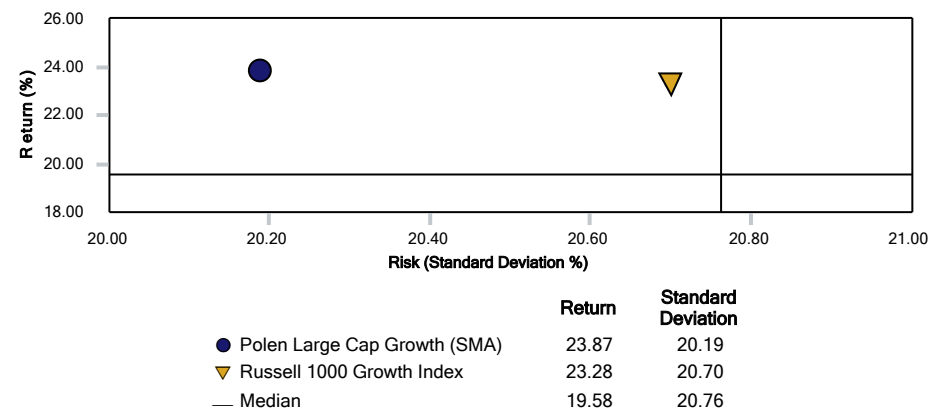 26.00
24.00
22.00
20.00
18.00
Return (%)
20.00 20.20 20.40 20.60 20.80 21.00
Risk (Standard Deviation %)
Return Standard Deviation
Polen Large Cap Growth (SMA) 23.87 20.19
Russell 1000 Growth Index 23.28 20.70
Median 19.58 20.76